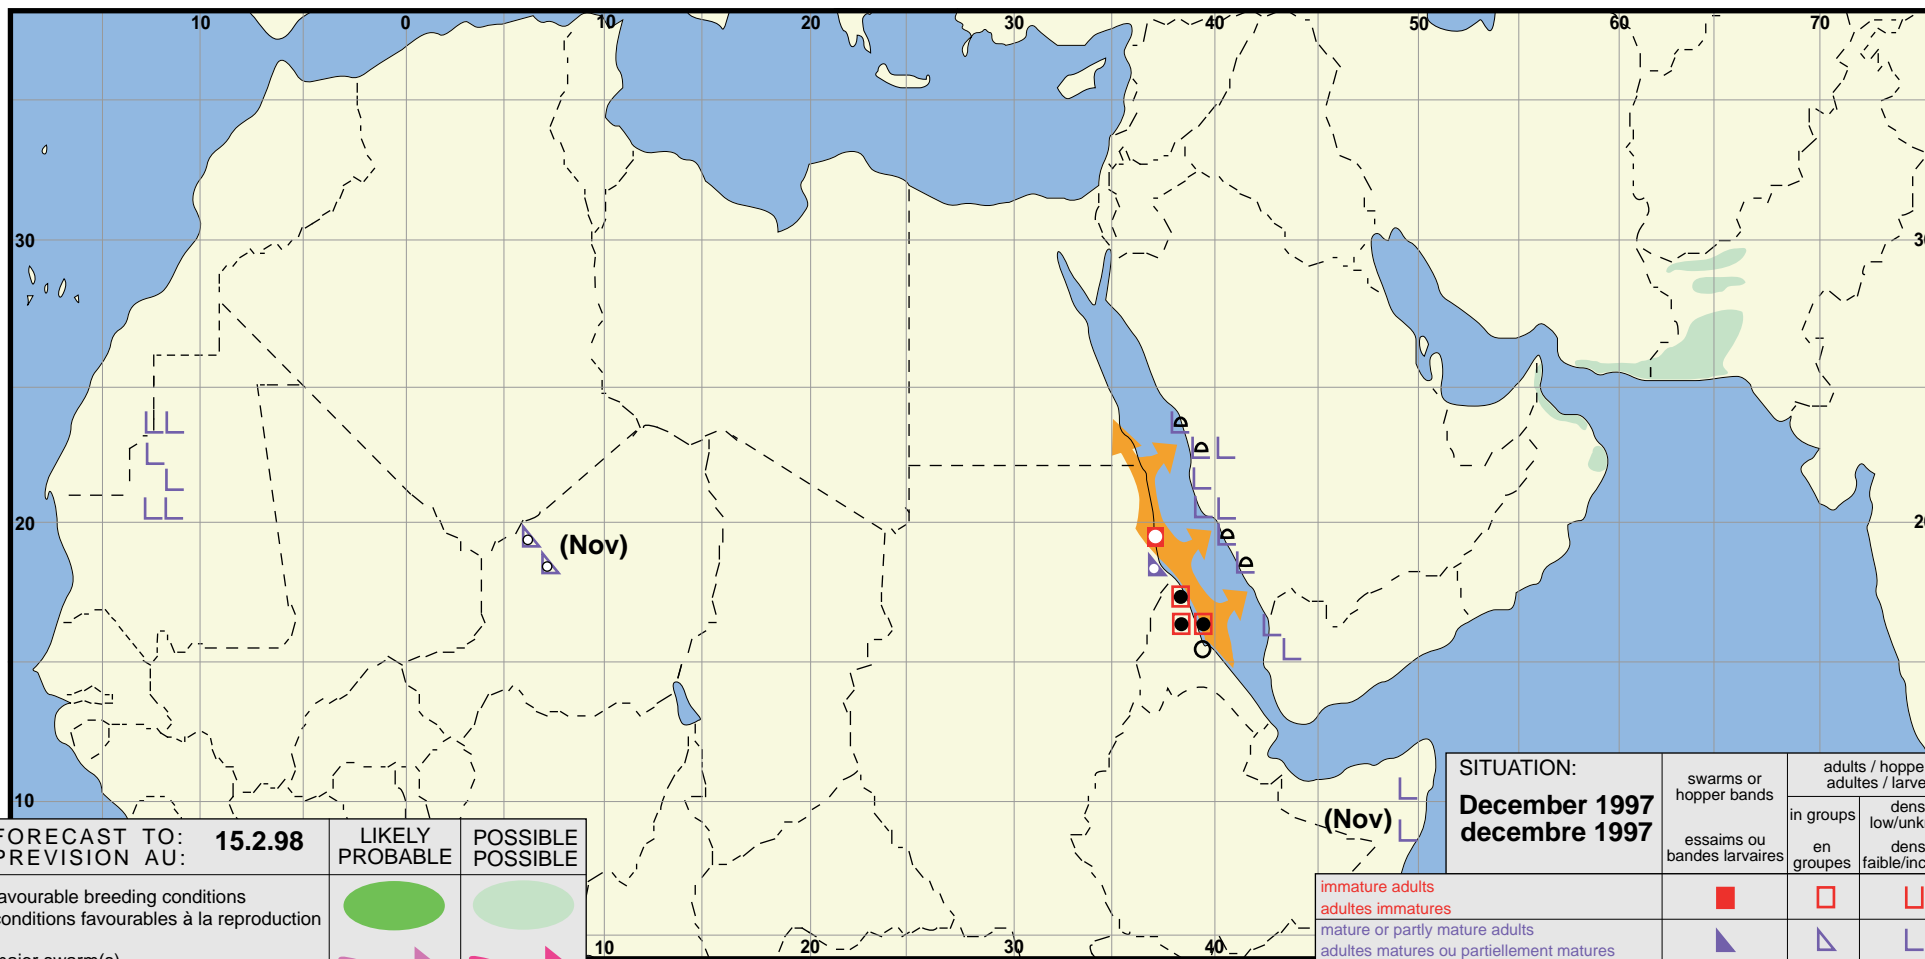 10 0 10 20 30 40 50 60 70
30
20 (Nov)
10
(Nov)
10 20 30 40
FORECAST TO: 15.2.98
PREVISION AU:
LIKELY
PROBABLE
POSSIBLE
POSSIBLE
avourable breeding conditions
conditions favourables à la reproduction
SITUATION:
December 1997
decembre 1997
swarms or
hopper bands
essaims ou
bandes larvaires
adults / hoppe
adultes / larve
in groups
en
groupes
dens
low/unk
dens
faible/inc
immature adults
adultes immatures
mature or partly mature adults
adultes matures ou partiellement matures